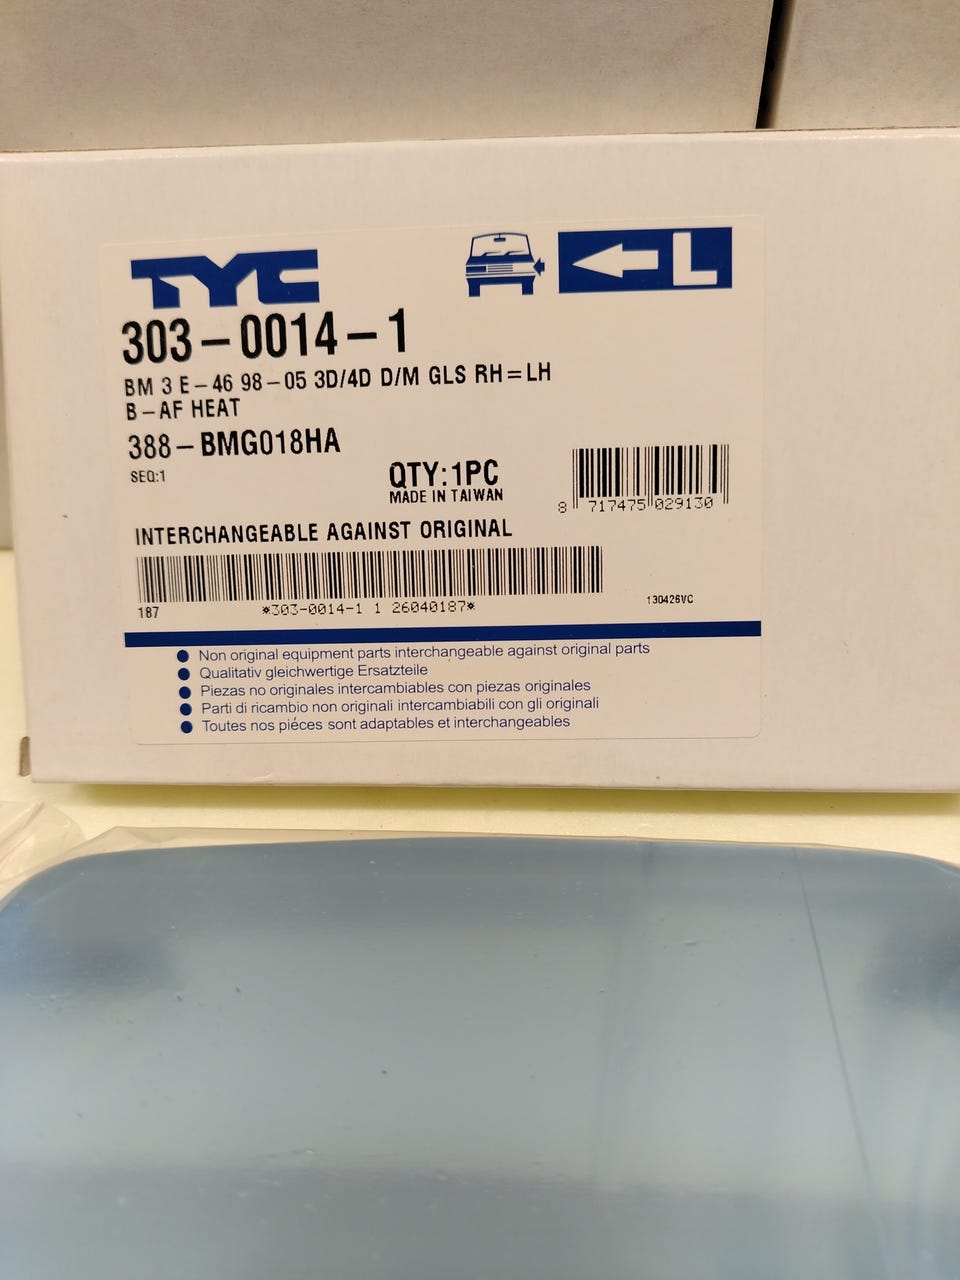 TYC
L
303-0014-1
BM 3 E-46 98-05 3D/4D D/M GLS RH=LH
B-AF HEAT
388-BMG018HA
SEQ:1
QTY:1PC
MADE IN TAIWAN
8 717475 029130
INTERCHANGEABLE AGAINST ORIGINAL
187
*303-0014-1 1 26040187*
130426VC
● Non original equipment parts interchangeable against original parts
● Qualitativ gleichwertige Ersatzteile
● Piezas no originales intercambiables con piezas originales
● Parti di ricambio non originali intercambiabili con gli originali
● Toutes nos piéces sont adaptables et interchangeables